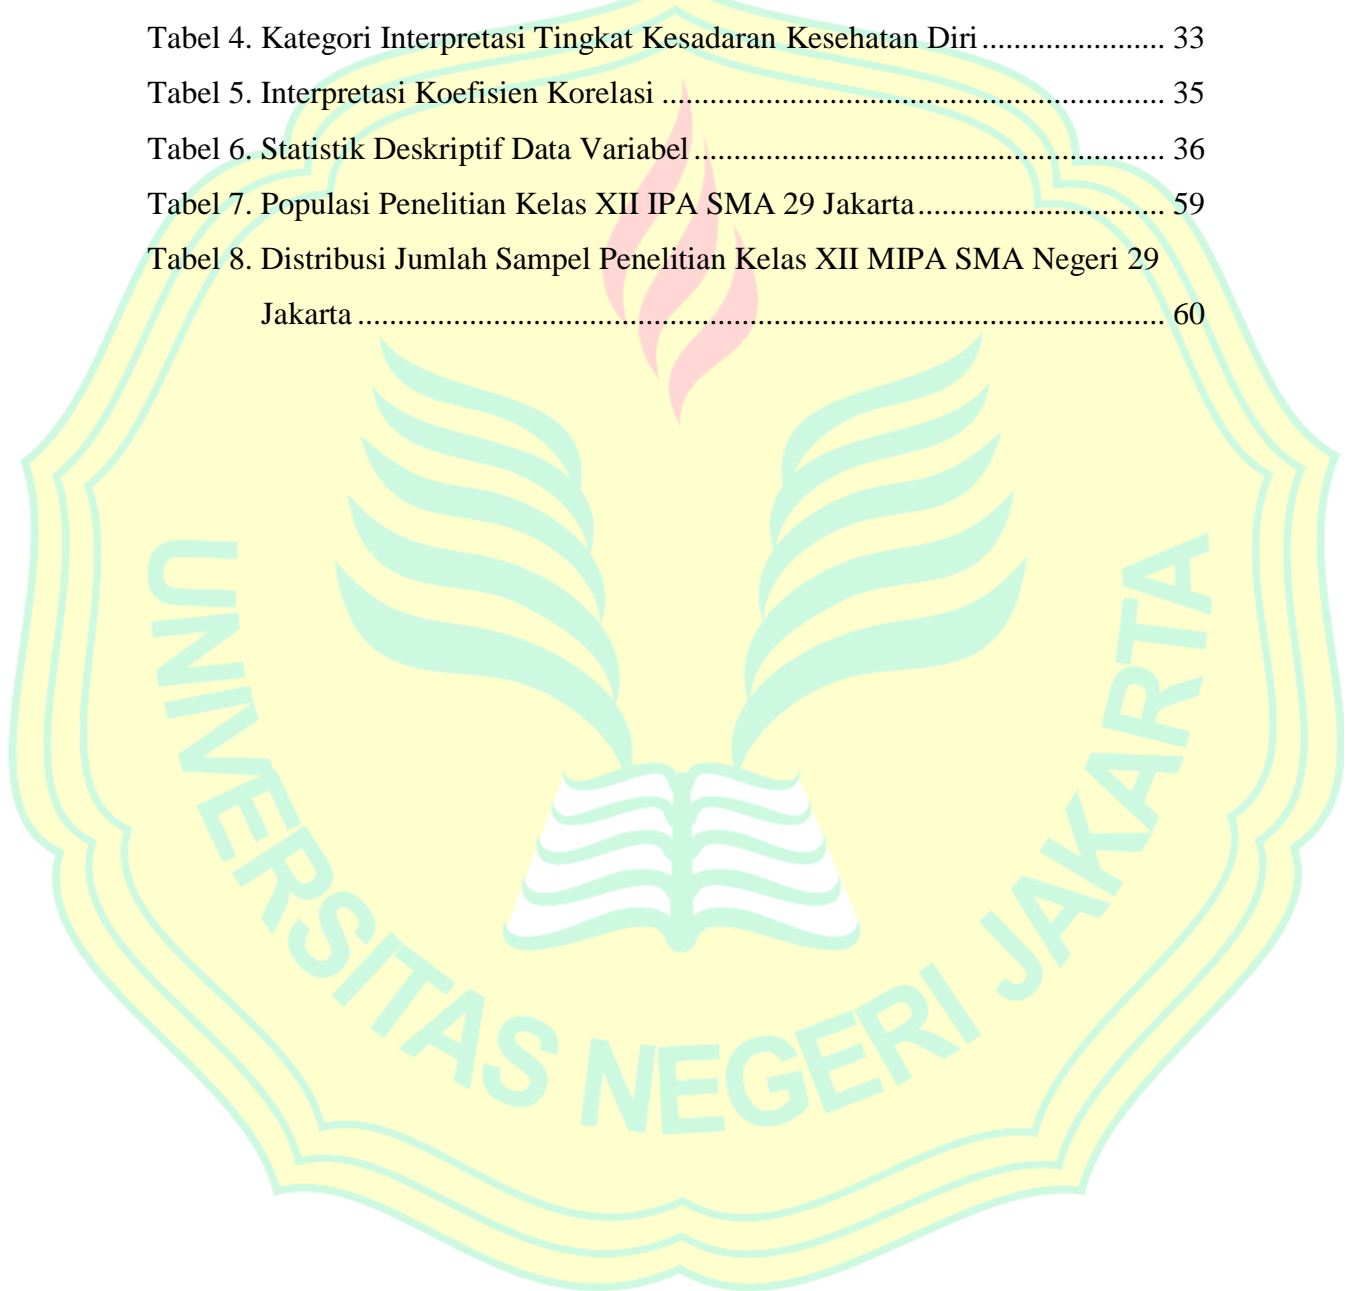 Tabel 4. Kategori Interpretasi Tingkat Kesadaran Kesehatan Diri ....................... 33
Tabel 5. Interpretasi Koefisien Korelasi ............................................................... 35
Tabel 6. Statistik Deskriptif Data Variabel ........................................................... 36
Tabel 7. Populasi Penelitian Kelas XII IPA SMA 29 Jakarta ............................... 59
Tabel 8. Distribusi Jumlah Sampel Penelitian Kelas XII MIPA SMA Negeri 29
Jakarta ..................................................................................................... 60
UNIVERSITAS NEGERI JAKARTA